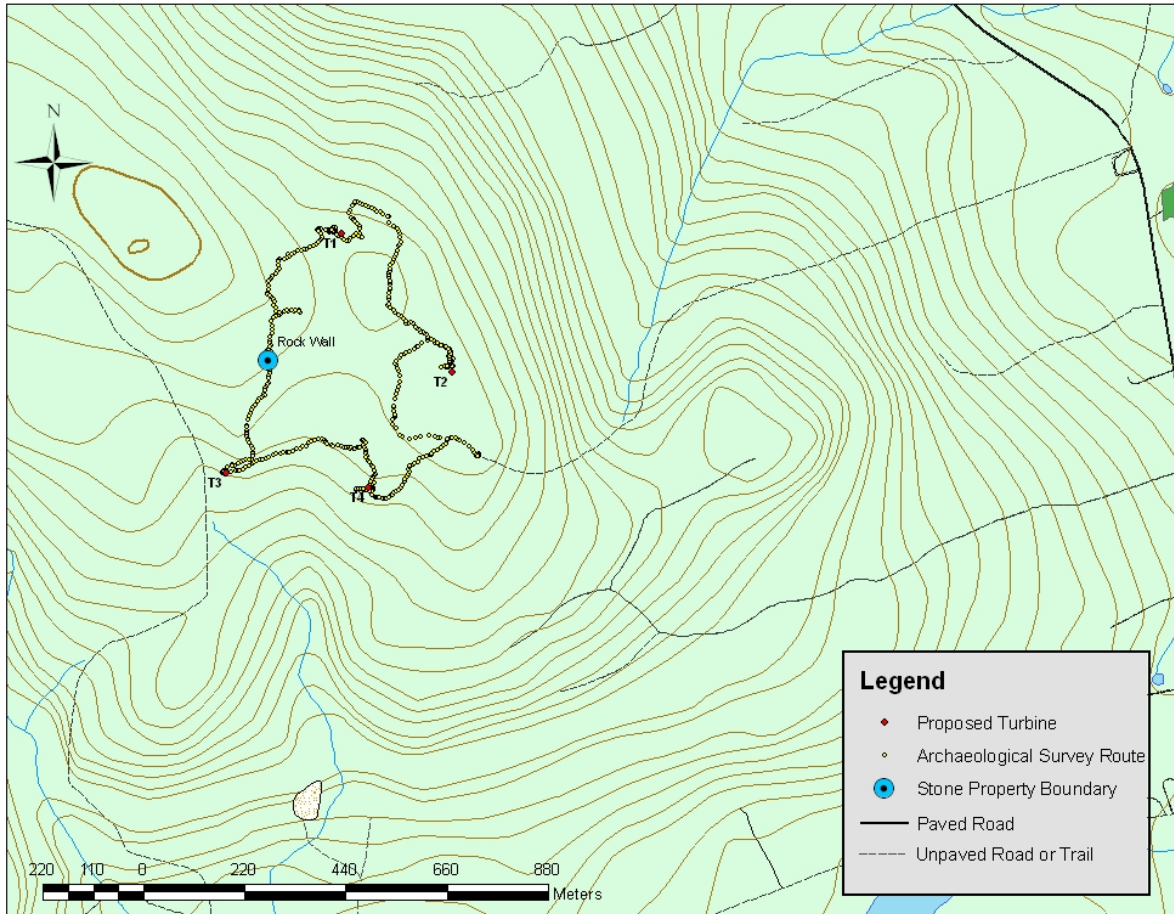 N
T1
Rock Wall
T2
T3
T4
Legend
Proposed Turbine
Archaeological Survey Route
Stone Property Boundary
Paved Road
Unpaved Road or Trail
220 110 0 220 440 660 880
Meters